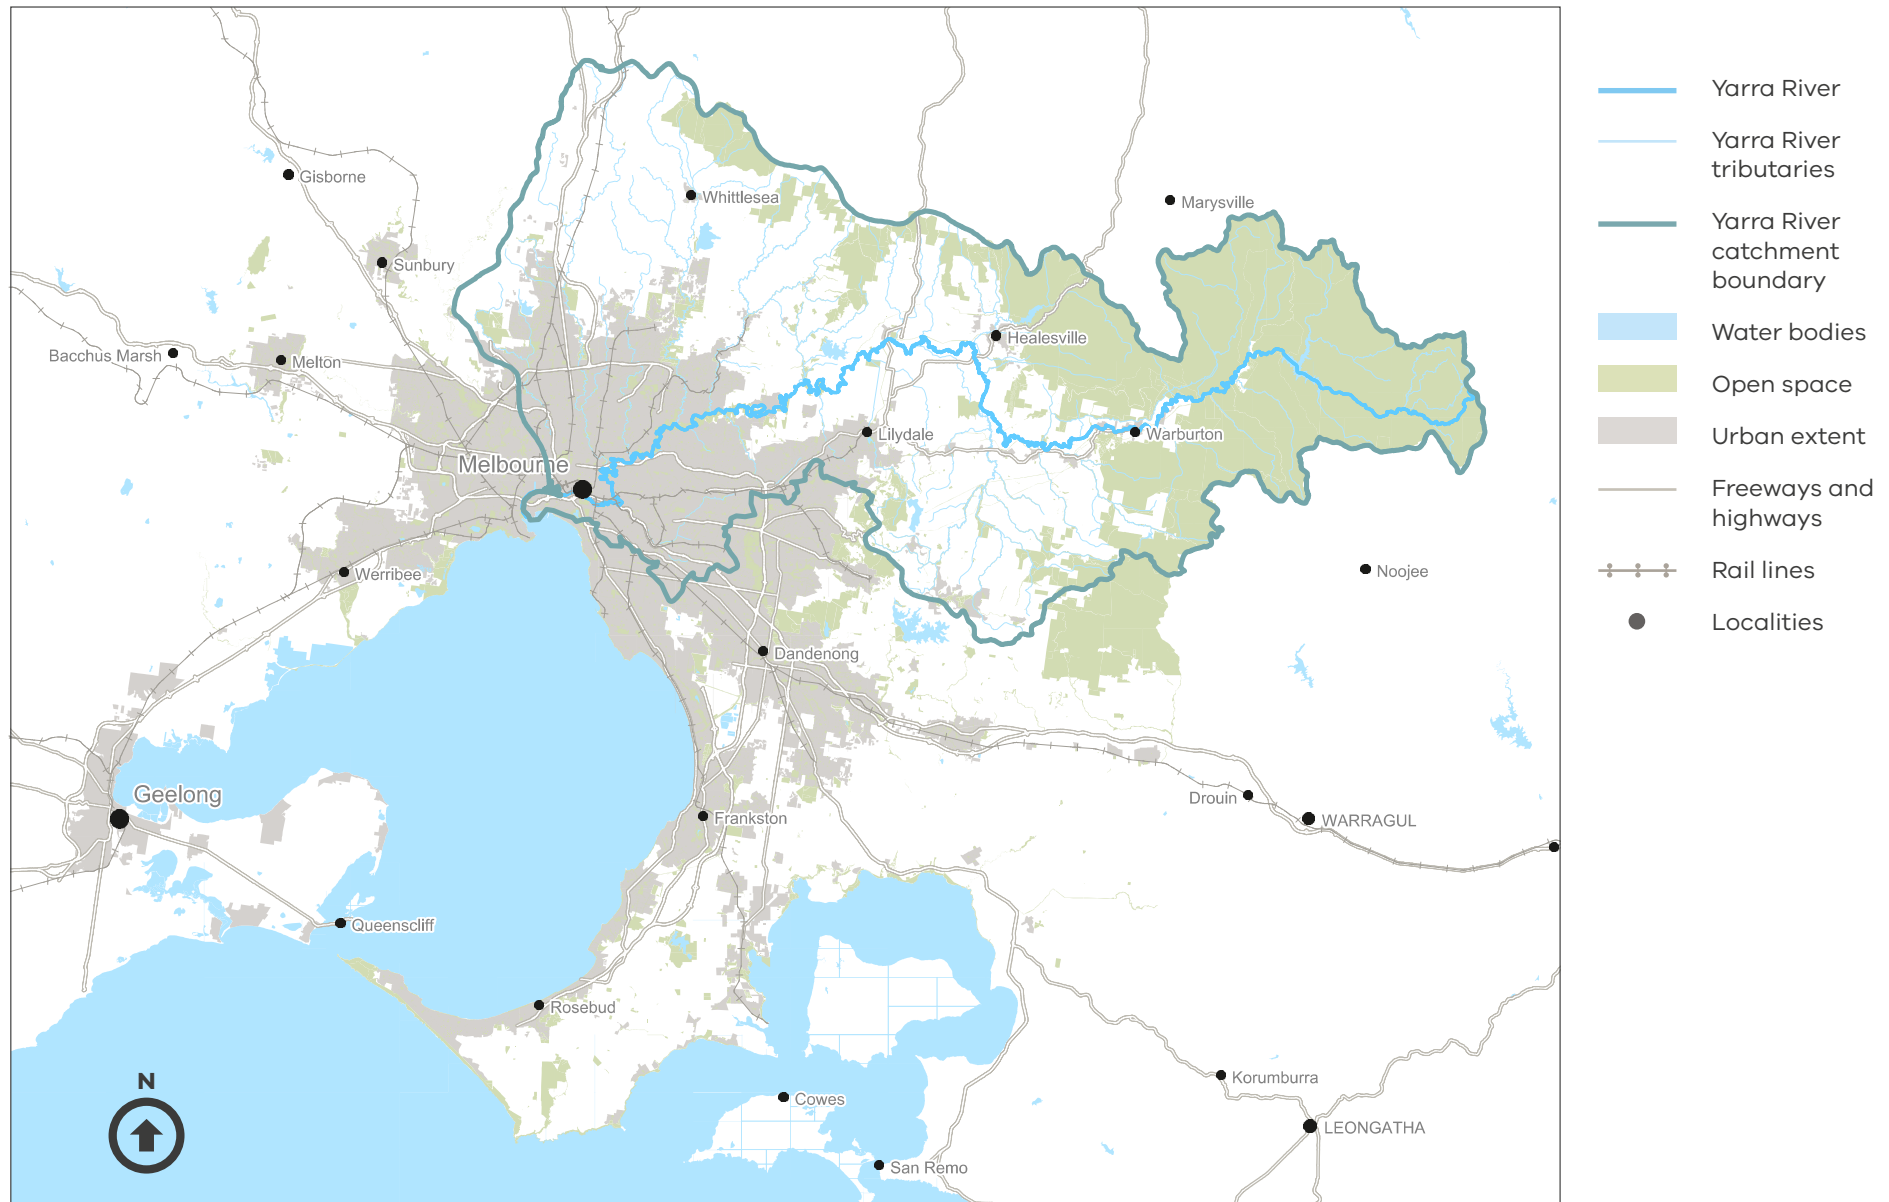 Gisborne
Whittlesea
Marysville
Sunbury
Bacchus Marsh
Melton
Healesville
Lilydale
Warburton
Melbourne
Werribee
Noojee
Dandenong
Geelong
Drouin
WARRAGUL
Frankston
Queenscliff
Rosebud
Korumburra
Cowes
LEONGATHA
San Remo
N
Yarra River
Yarra River
tributaries
Yarra River
catchment
boundary
Water bodies
Open space
Urban extent
Freeways and
highways
Rail lines
Localities